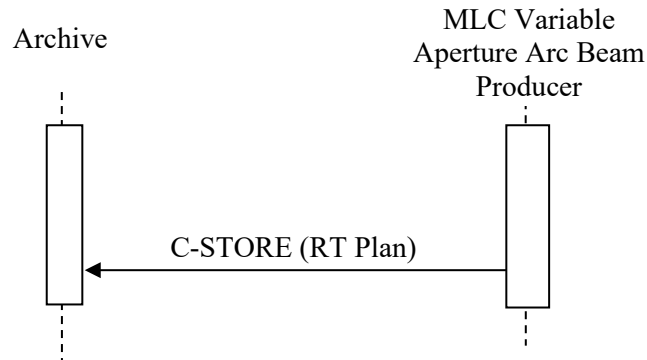 Archive
MLC Variable
Aperture Arc Beam
Producer
C-STORE (RT Plan)